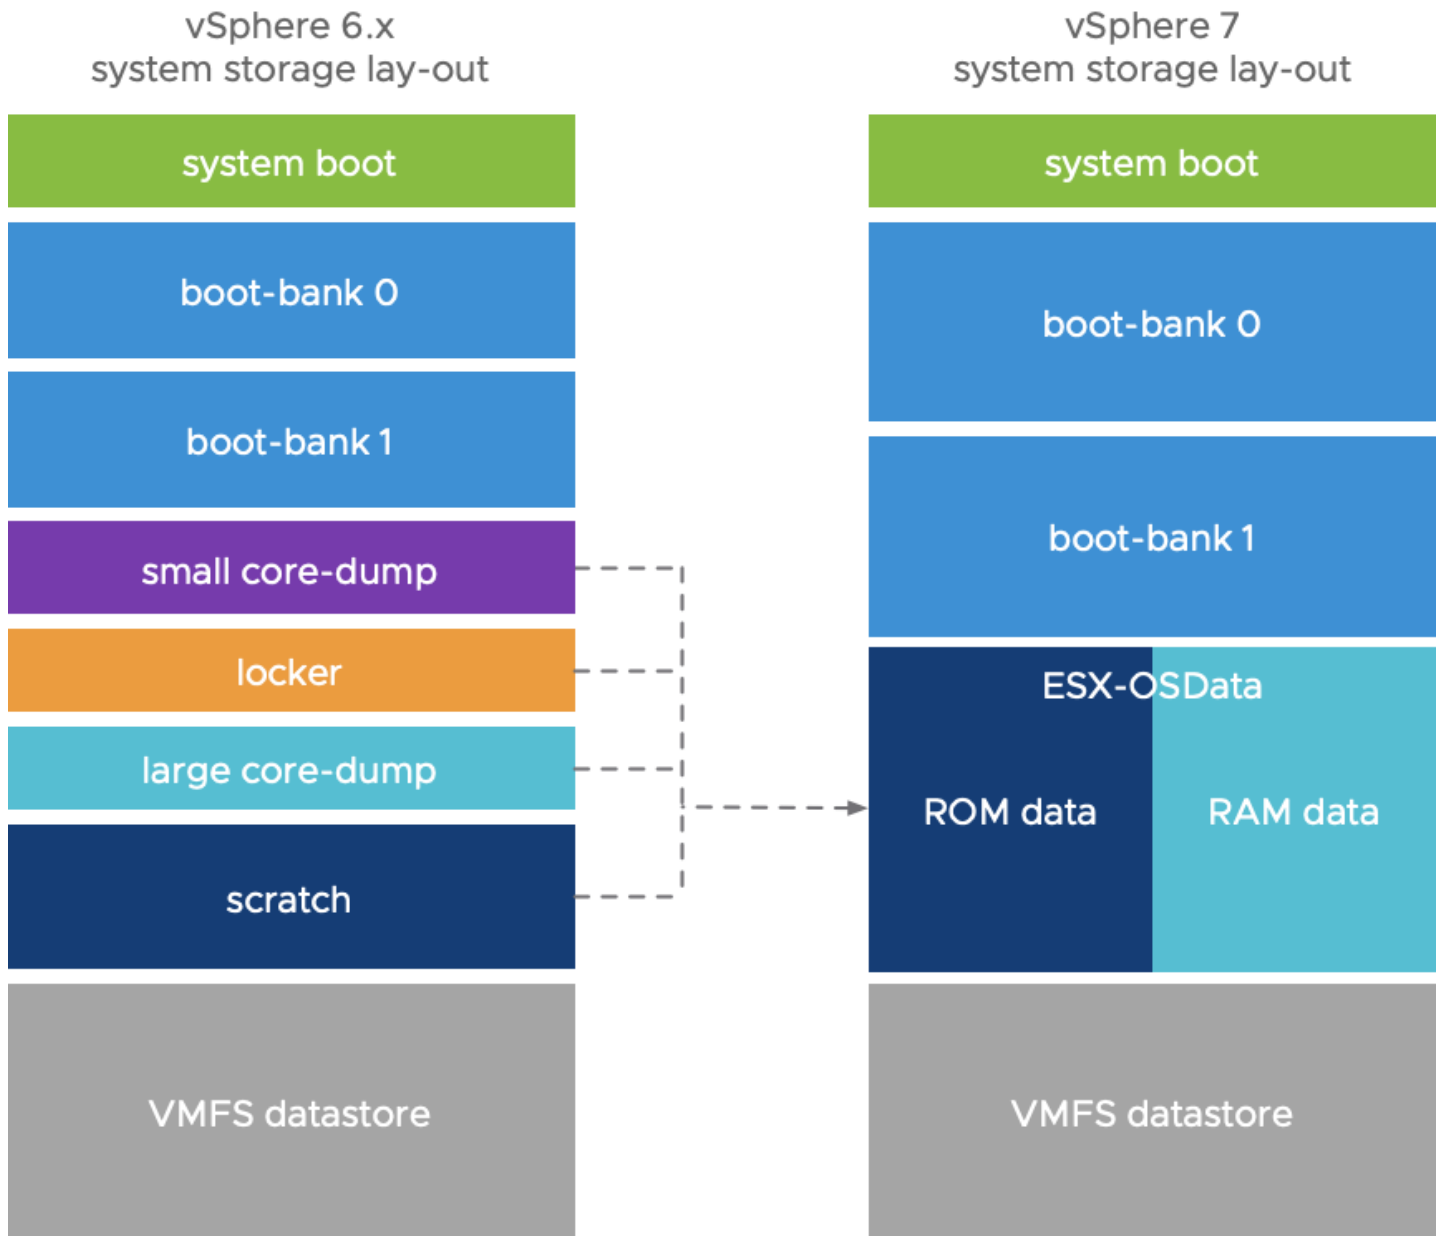 vSphere 6.x
system storage lay-out
system boot
boot-bank 0
boot-bank 1
small core-dump
locker
large core-dump
scratch
VMFS datastore
vSphere 7
system storage lay-out
system boot
boot-bank 0
boot-bank 1
ESX-OSData
ROM data
RAM data
VMFS datastore